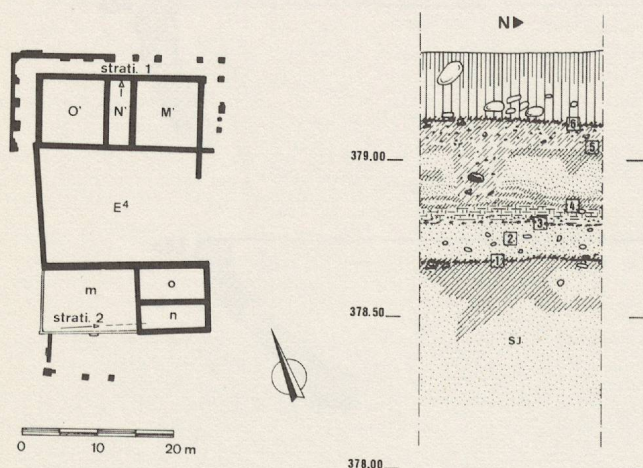 strati. 1
O' N' M'
E⁴
m o
n
strati. 2
0 10 20 m
N
6
5
379.00
4
3
2
1
378.50
SJ
378.00